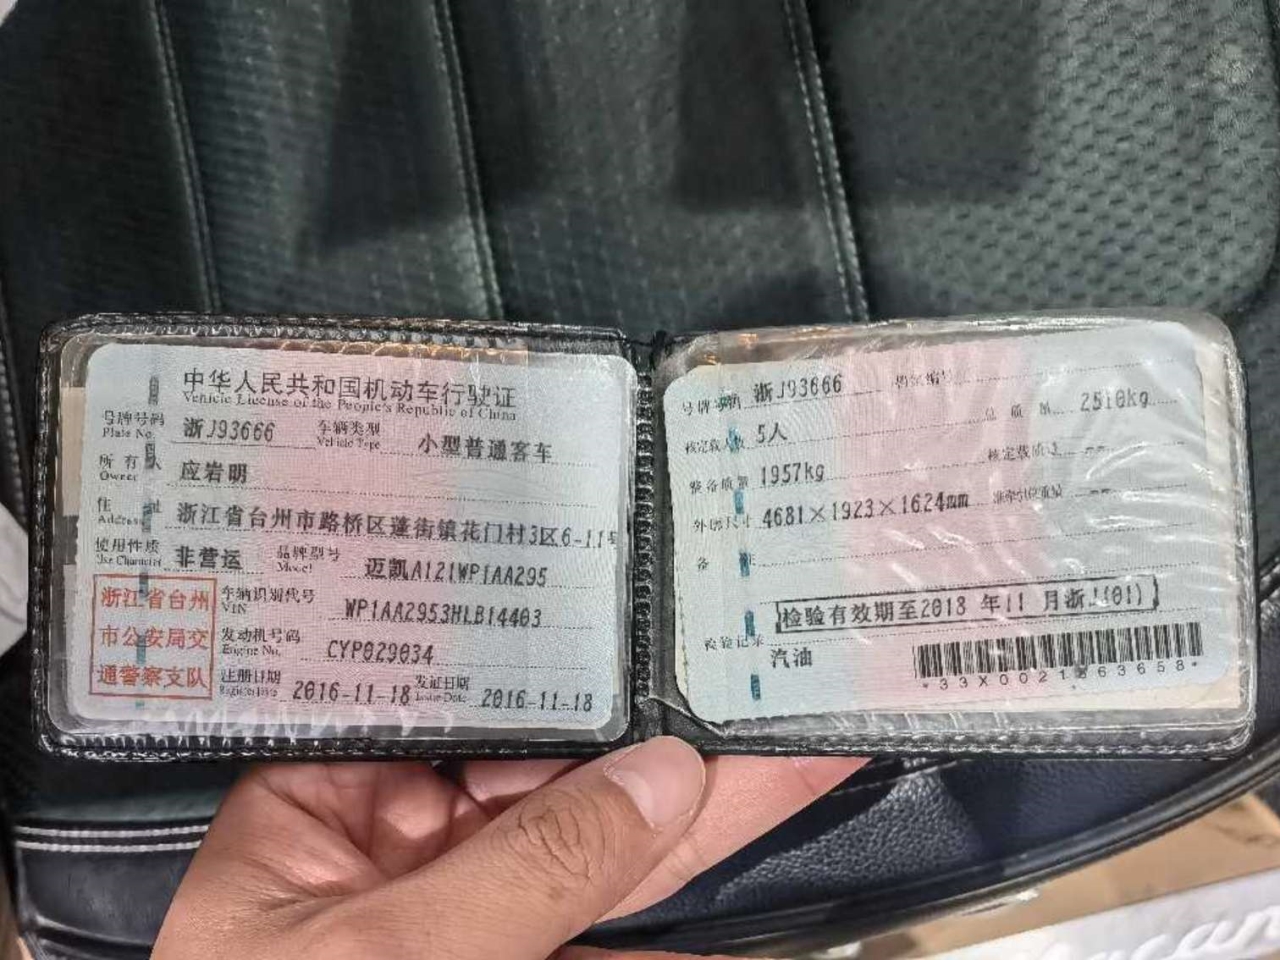 中华人民共和国机动车行驶证
Vehicle License of the People's Republic of China
号牌号码 Plate No. 浙J93666 车辆类型 Vehicle Type 小型普通客车
所有人 Owner 应岩明
住址 Address 浙江省台州市路桥区蓬街镇花门村3区6-11号
使用性质 Use Character 非营运 品牌型号 Model 迈凯A121WP1AA295
浙江省台州市公安局交通警察支队
车辆识别代号 VIN WP1AA2953HLB14403
发动机号码 Engine No. CYP029034
注册日期 Register Date 2016-11-18 发证日期 Issue Date 2016-11-18
号牌号码 浙J93666 档案编号
核定载人数 5人 总质量 2510kg
整备质量 1957kg 核定载质量 --
外廓尺寸 4681×1923×1624mm 准牵引总质量 --
备
检验有效期至2018年11月浙J(01)
检验记录
汽油